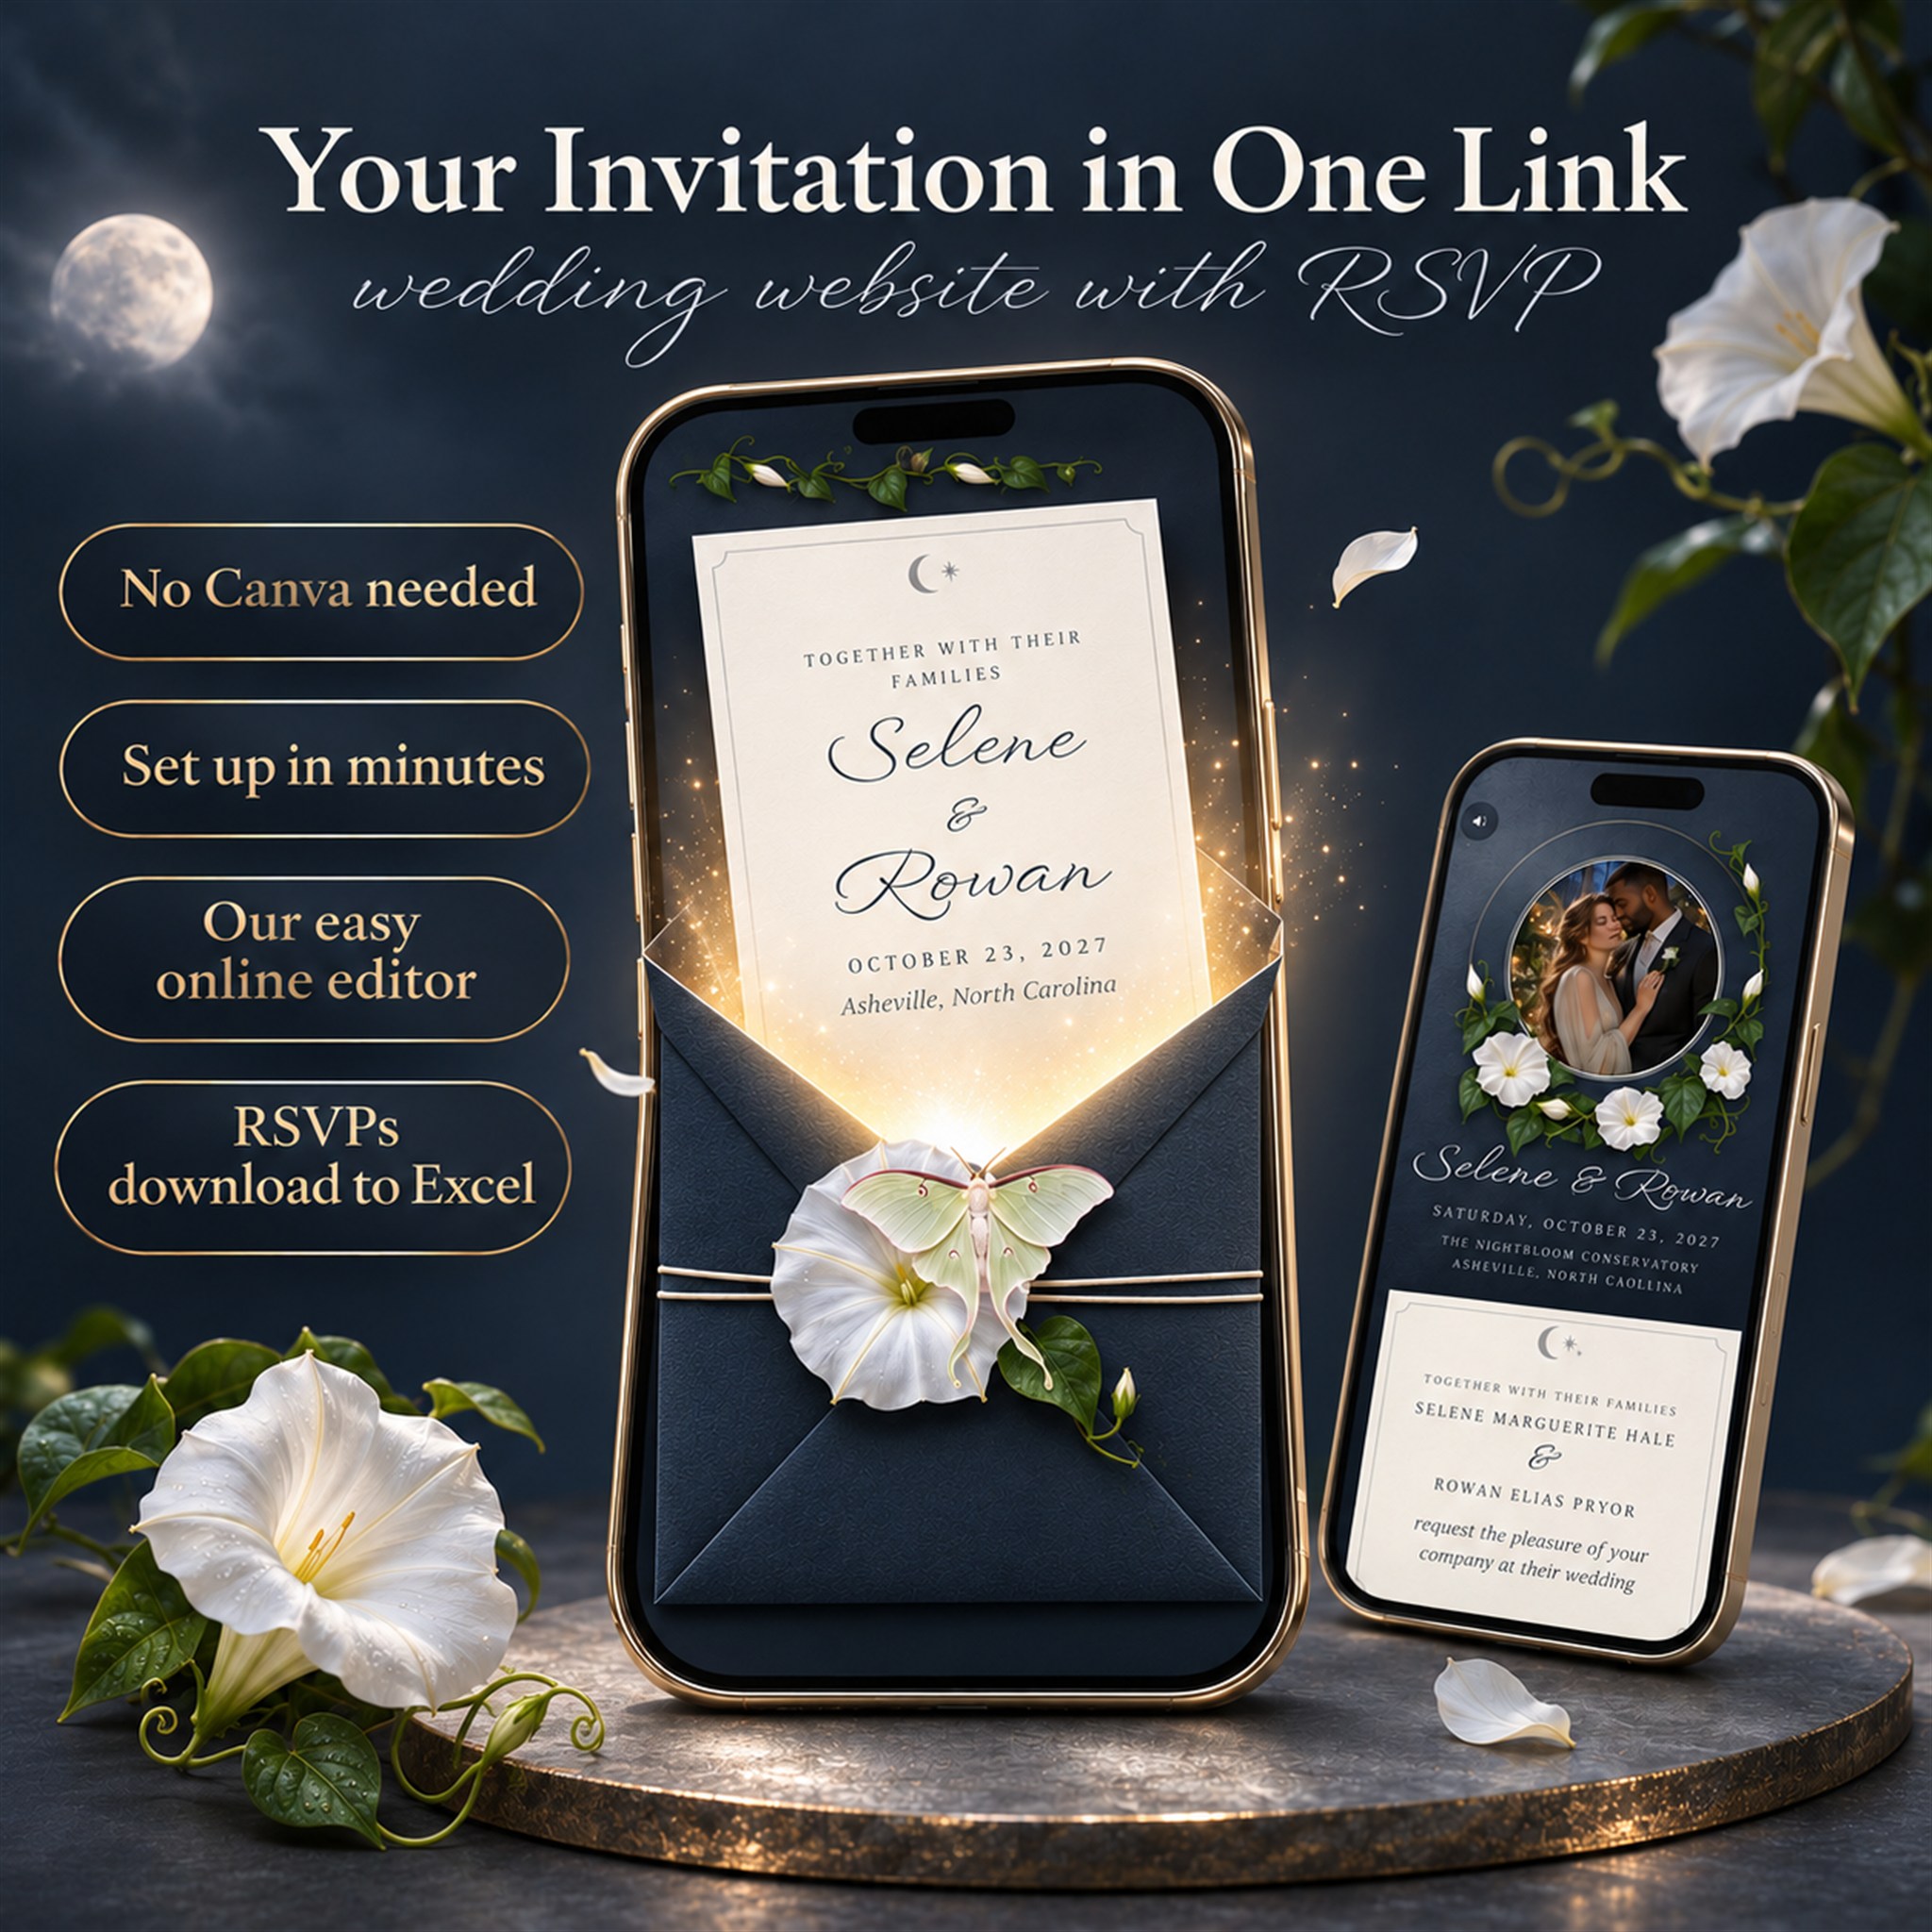 Your Invitation in One Link
wedding website with RSVP
No Canva needed
Set up in minutes
Our easy
online editor
RSVPs
download to Excel
TOGETHER WITH THEIR
FAMILIES
Selene
&
Rowan
OCTOBER 23, 2027
Asheville, North Carolina
Selene & Rowan
SATURDAY, OCTOBER 23, 2027
THE NIGHTBLOOM CONSERVATORY
ASHEVILLE, NORTH CAOLLINA
TOGETHER WITH THEIR FAMILIES
SELENE MARGUERITE HALE
&
ROWAN ELIAS PRYOR
request the pleasure of your
company at their wedding